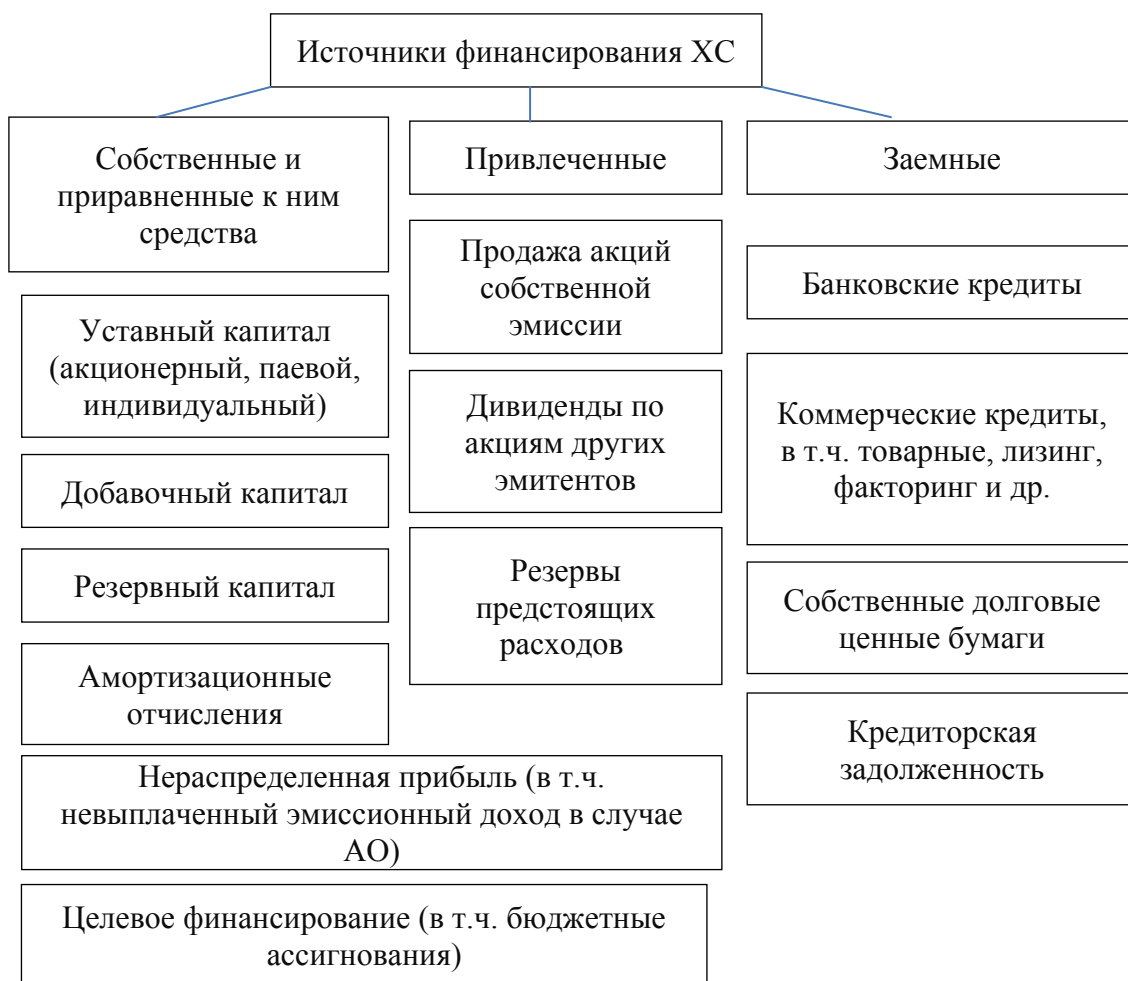 Источники финансирования ХС
Собственные и
приравненные к ним
средства
Уставный капитал
(акционерный, паевой,
индивидуальный)
Добавочный капитал
Резервный капитал
Амортизационные
отчисления
Нераспределенная прибыль (в т.ч.
невыплаченный эмиссионный доход в случае
АО)
Целевое финансирование (в т.ч. бюджетные
ассигнования)
Привлеченные
Продажа акций
собственной
эмиссии
Дивиденды по
акциям других
эмитентов
Резервы
предстоящих
расходов
Заемные
Банковские кредиты
Коммерческие кредиты,
в т.ч. товарные, лизинг,
факторинг и др.
Собственные долговые
ценные бумаги
Кредиторская
задолженность